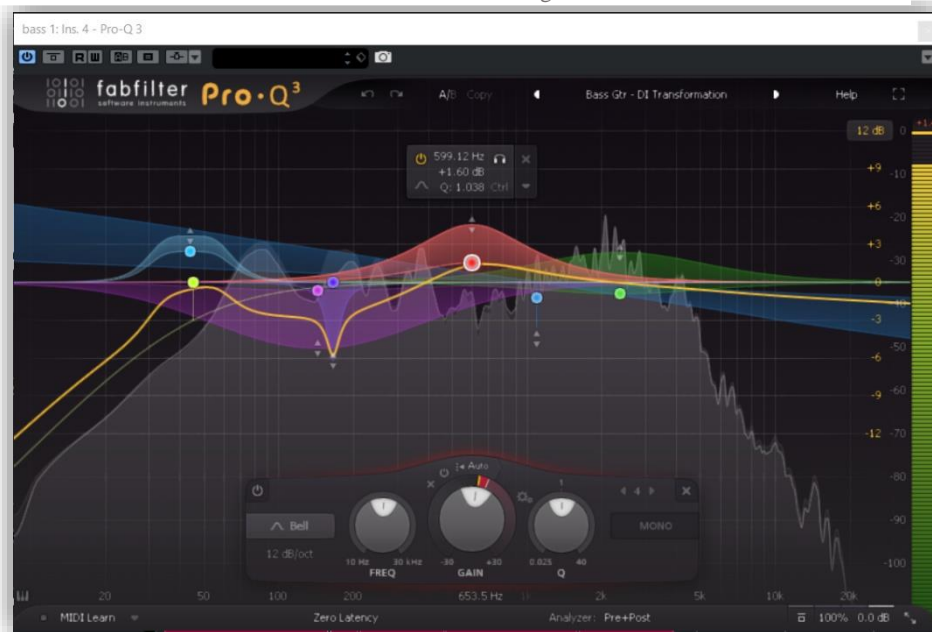 bass 1: Ins. 4 - Pro-Q 3
R W
fabfilter
software instruments
Pro·Q³
A/B Copy
Bass Gtr - DI Transformation
Help
12 dB 0
599.12 Hz
+1.60 dB
Q: 1.038 Ctrl
+9 -10
+6 -20
+3 -30
0 -40
-3
-50
-6
-9 -60
-12 -70
-80
-90
-100
Auto
1
4
Bell
12 dB/oct
MONO
10 Hz 30 kHz
FREQ
-30 +30
GAIN
0.025 40
Q
20 50 100 200 653.5 Hz 1k 2k 5k 10k 20k
MIDI Learn
Zero Latency
Analyzer: Pre+Post
100% 0.0 dB